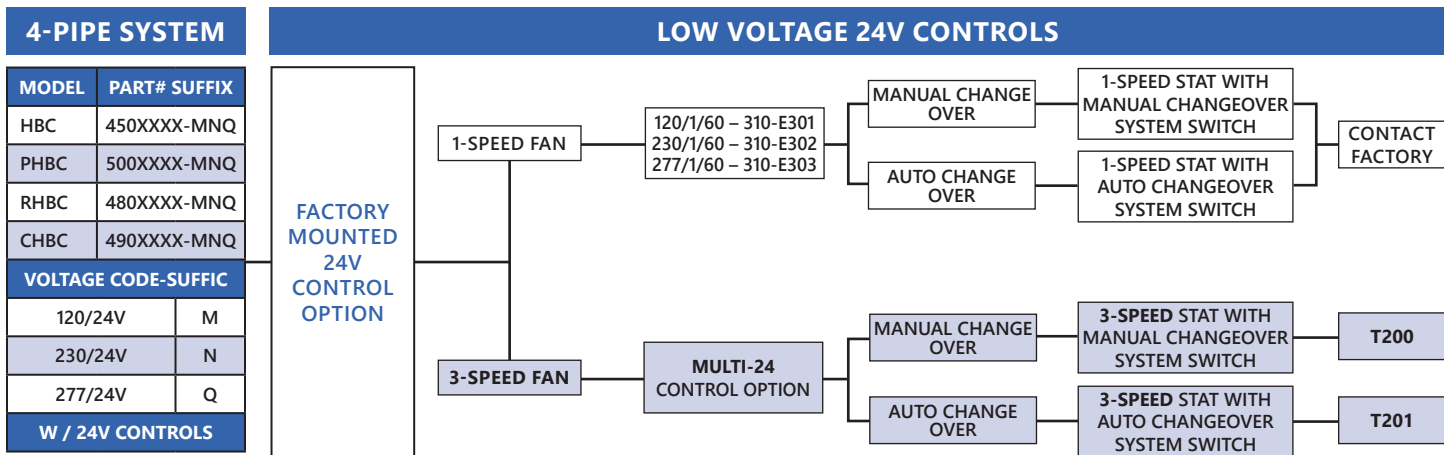 4-PIPE SYSTEM
LOW VOLTAGE 24V CONTROLS
MODEL PART# SUFFIX
HBC 450XXXX-MNQ
PHBC 500XXXX-MNQ
RHBC 480XXXX-MNQ
CHBC 490XXXX-MNQ
VOLTAGE CODE-SUFFIC
120/24V M
230/24V N
277/24V Q
W / 24V CONTROLS
FACTORY
MOUNTED
24V
CONTROL
OPTION
1-SPEED FAN
120/1/60 – 310-E301
230/1/60 – 310-E302
277/1/60 – 310-E303
MANUAL CHANGE
OVER
1-SPEED STAT WITH
MANUAL CHANGEOVER
SYSTEM SWITCH
AUTO CHANGE
OVER
1-SPEED STAT WITH
AUTO CHANGEOVER
SYSTEM SWITCH
CONTACT
FACTORY
3-SPEED FAN
MULTI-24
CONTROL OPTION
MANUAL CHANGE
OVER
3-SPEED STAT WITH
MANUAL CHANGEOVER
SYSTEM SWITCH
T200
AUTO CHANGE
OVER
3-SPEED STAT WITH
AUTO CHANGEOVER
SYSTEM SWITCH
T201